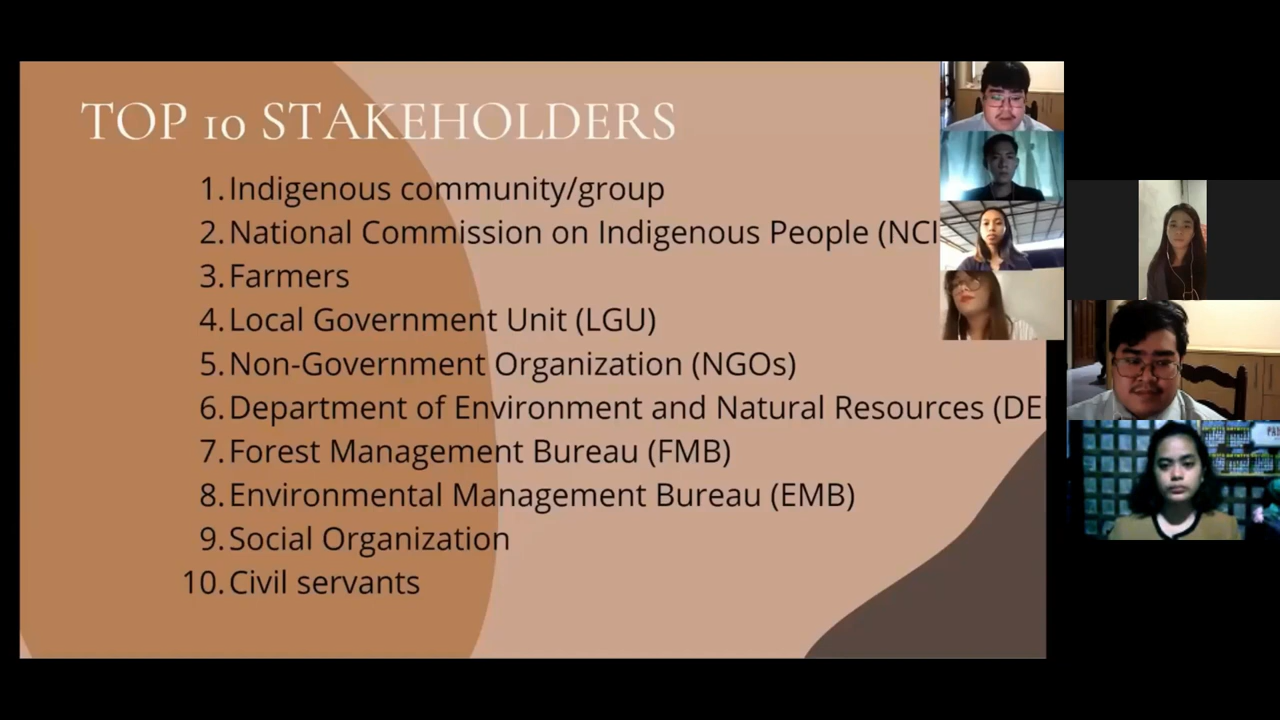 TOP 10 STAKEHOLDERS
1. Indigenous community/group
2. National Commission on Indigenous People (NCI
3. Farmers
4. Local Government Unit (LGU)
5. Non-Government Organization (NGOs)
6. Department of Environment and Natural Resources (DE
7. Forest Management Bureau (FMB)
8. Environmental Management Bureau (EMB)
9. Social Organization
10. Civil servants